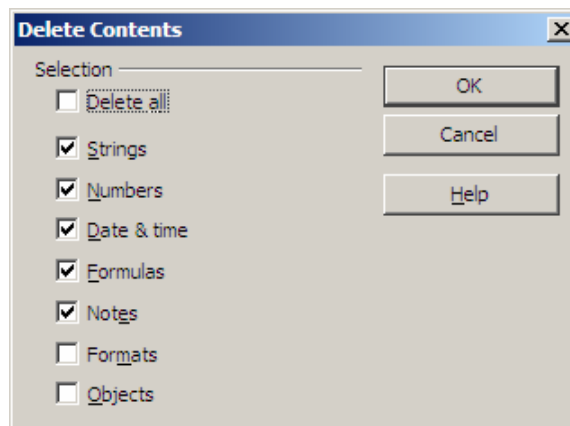 Delete Contents
Selection
Delete all
Strings
Numbers
Date & time
Formulas
Notes
Formats
Objects
OK
Cancel
Help